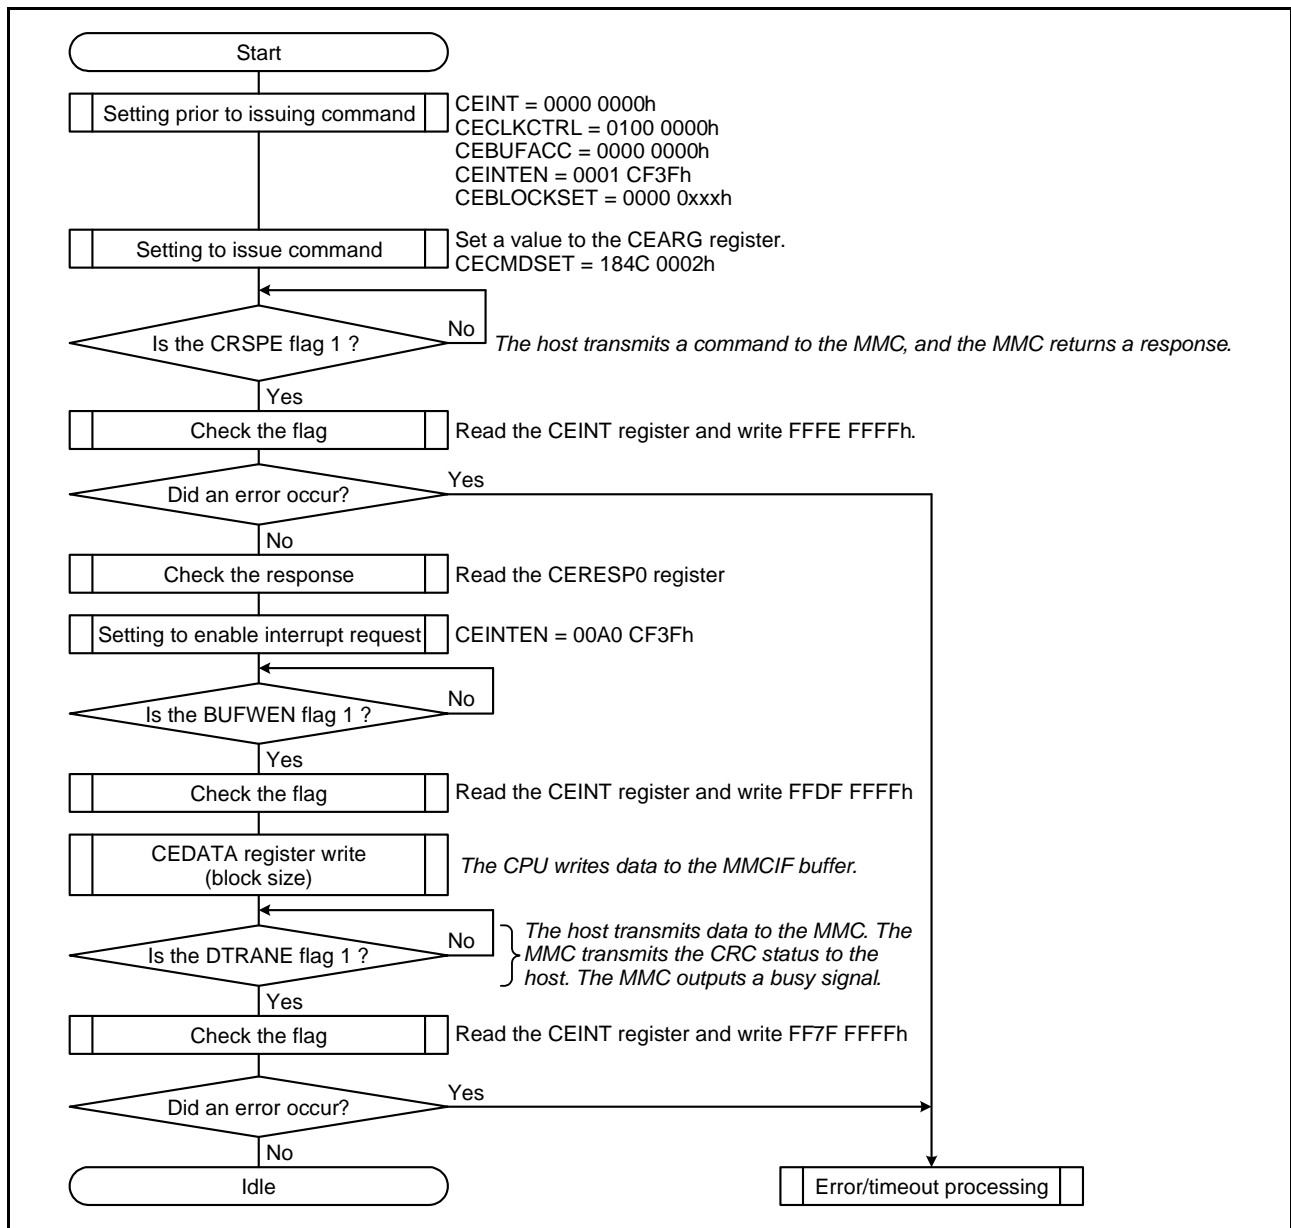 Start
Setting prior to issuing command
CEINT = 0000 0000h
CECLKCTRL = 0100 0000h
CEBUFACC = 0000 0000h
CEINTEN = 0001 CF3Fh
CEBLOCKSET = 0000 0xxxh
Setting to issue command
Set a value to the CEARG register.
CECMDSET = 184C 0002h
Is the CRSPE flag 1 ?
No
The host transmits a command to the MMC, and the MMC returns a response.
Yes
Check the flag
Read the CEINT register and write FFFE FFFFh.
Did an error occur?
Yes
No
Check the response
Read the CERESP0 register
Setting to enable interrupt request
CEINTEN = 00A0 CF3Fh
Is the BUFWEN flag 1 ?
No
Yes
Check the flag
Read the CEINT register and write FFDF FFFFh
CEDATA register write
(block size)
The CPU writes data to the MMCIF buffer.
Is the DTRANE flag 1 ?
No
The host transmits data to the MMC. The
MMC transmits the CRC status to the
host. The MMC outputs a busy signal.
Yes
Check the flag
Read the CEINT register and write FF7F FFFFh
Did an error occur?
Yes
No
Idle
Error/timeout processing